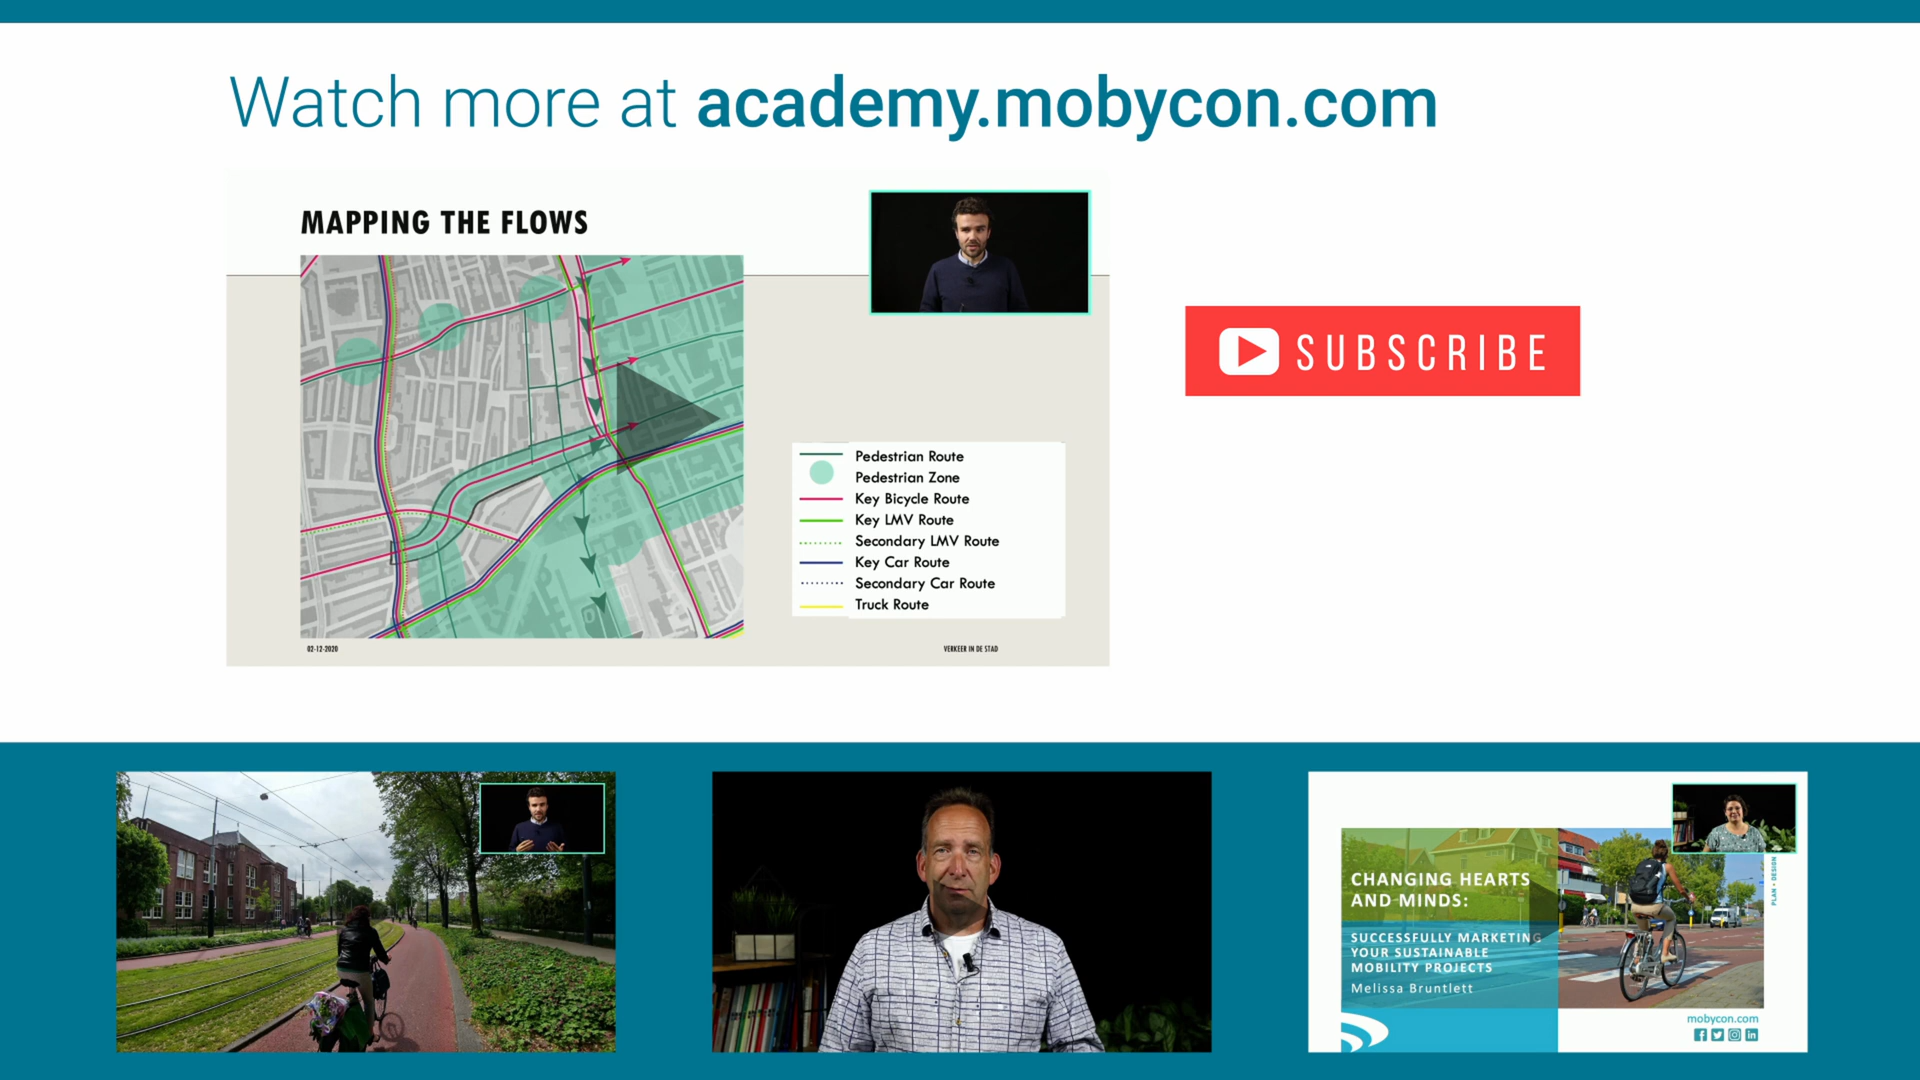 Watch more at academy.mobycon.com
MAPPING THE FLOWS
SUBSCRIBE
Pedestrian Route
Pedestrian Zone
Key Bicycle Route
Key LMV Route
Secondary LMV Route
Key Car Route
Secondary Car Route
Truck Route
02-12-2020
VERKEER IN DE STAD
CHANGING HEARTS
AND MINDS:
SUCCESSFULLY MARKETING
YOUR SUSTAINABLE
MOBILITY PROJECTS
Melissa Bruntlett
PLAN • DESIGN
mobycon.com